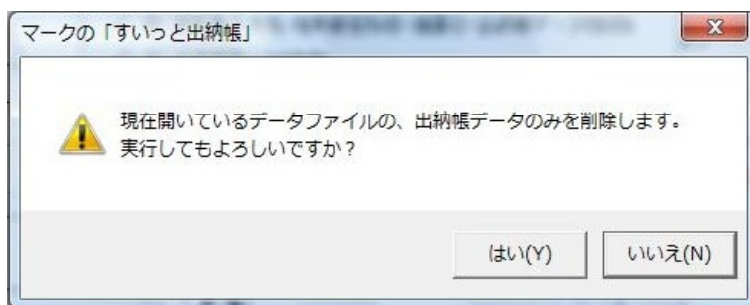 マークの「すいっと出納帳」
現在開いているデータファイルの、出納帳データのみを削除します。
実行してもよろしいですか？
はい(Y)
いいえ(N)